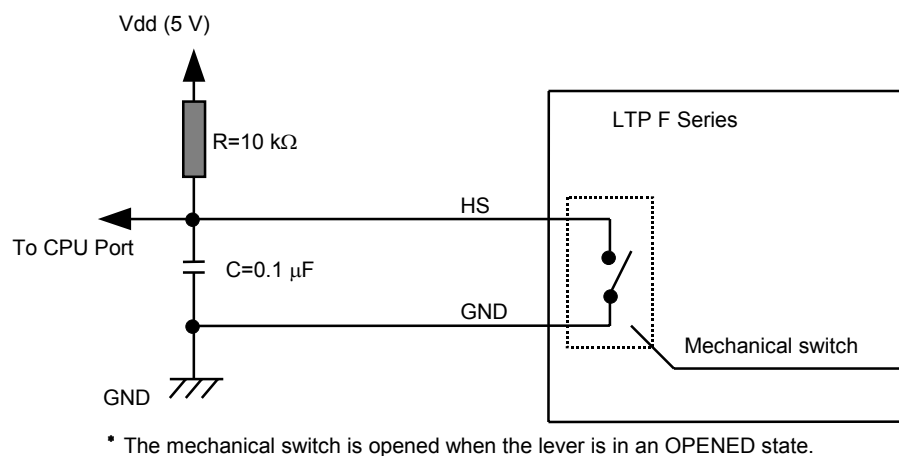 Vdd (5 V)
R=10 kΩ
LTP F Series
HS
To CPU Port
C=0.1 μF
GND
Mechanical switch
GND
* The mechanical switch is opened when the lever is in an OPENED state.